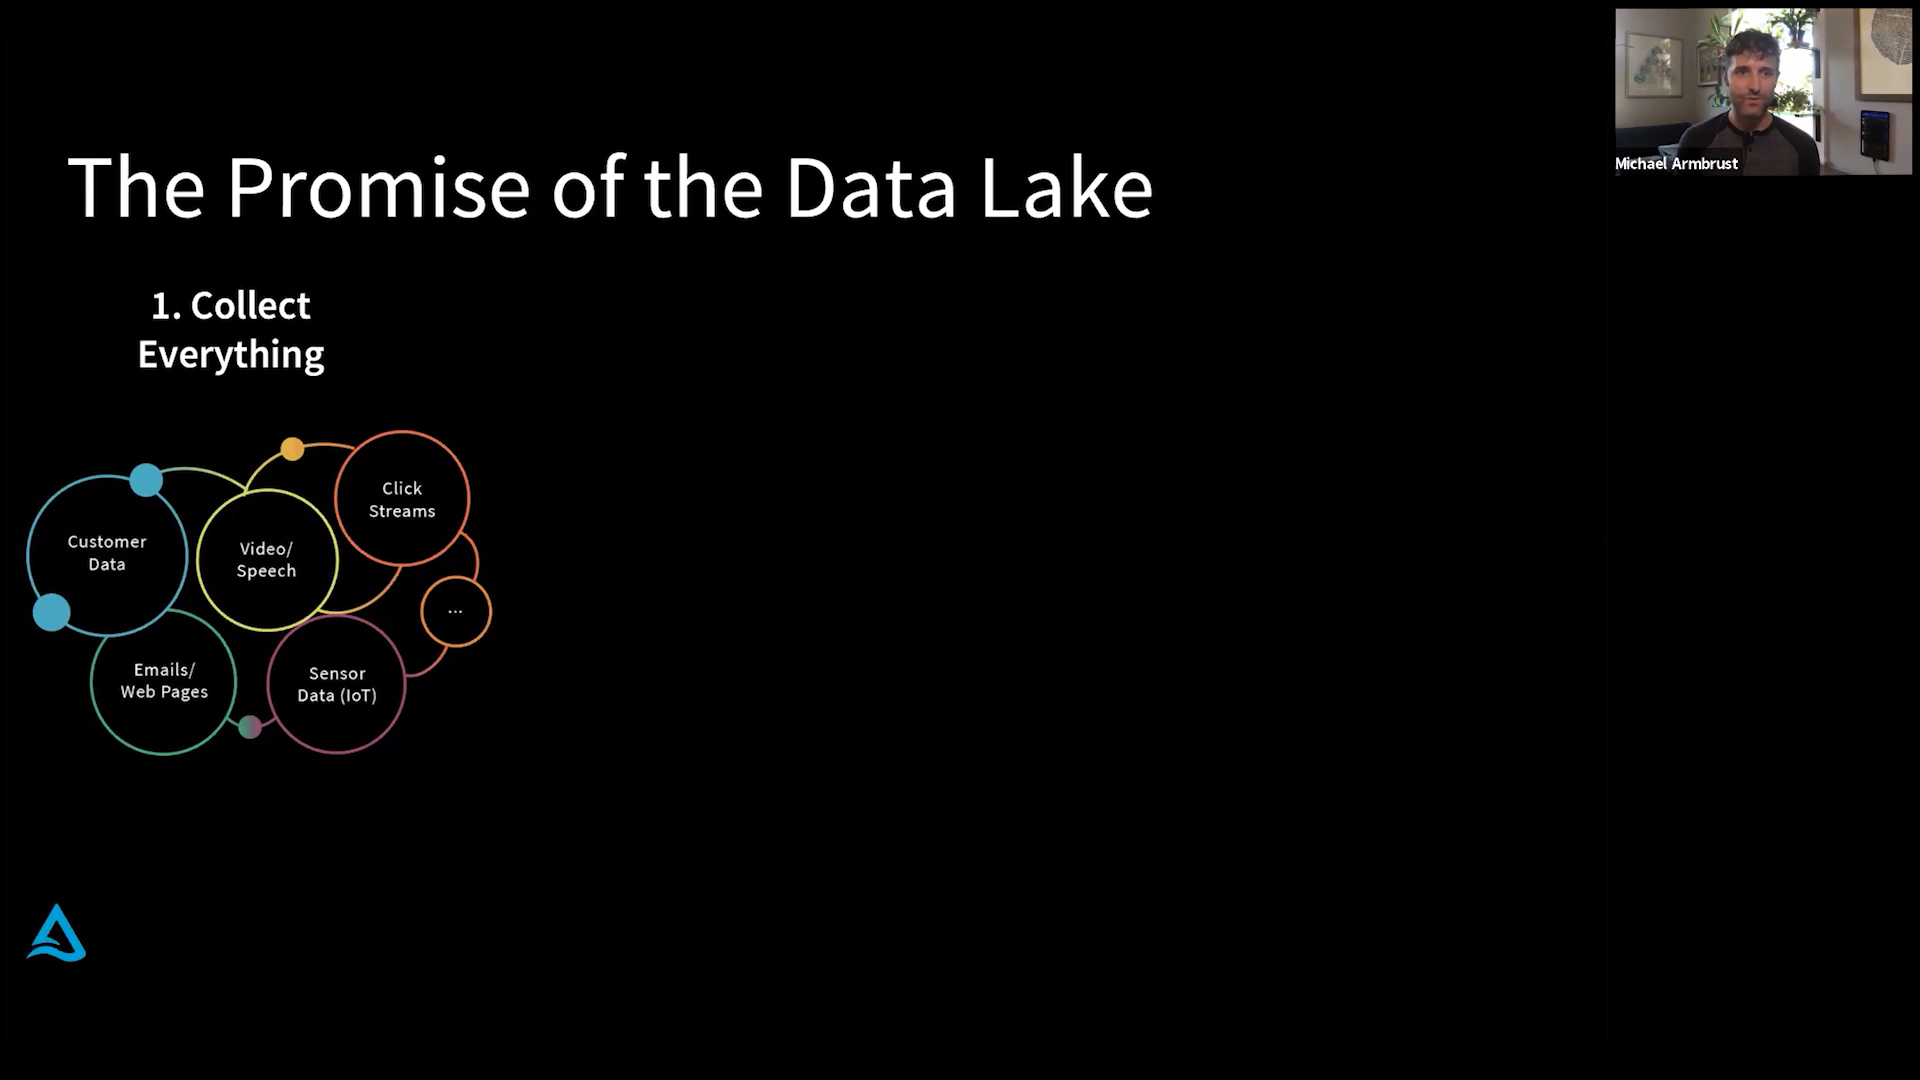 The Promise of the Data Lake
Michael Armbrust
1. Collect
Everything
Click
Streams
Customer
Data
Video/
Speech
...
Emails/
Web Pages
Sensor
Data (IoT)